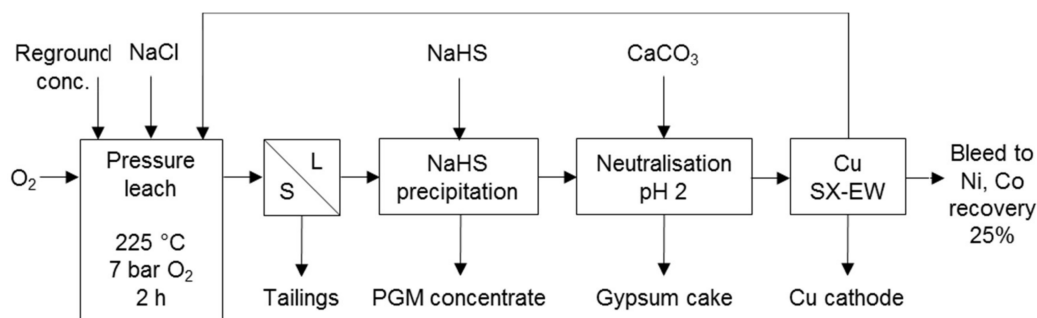 Reground
conc.
NaCl
NaHS
CaCO3
O2
Pressure
leach
225 °C
7 bar O2
2 h
L
S
NaHS
precipitation
Neutralisation
pH 2
Cu
SX-EW
Bleed to
Ni, Co
recovery
25%
Tailings
PGM concentrate
Gypsum cake
Cu cathode